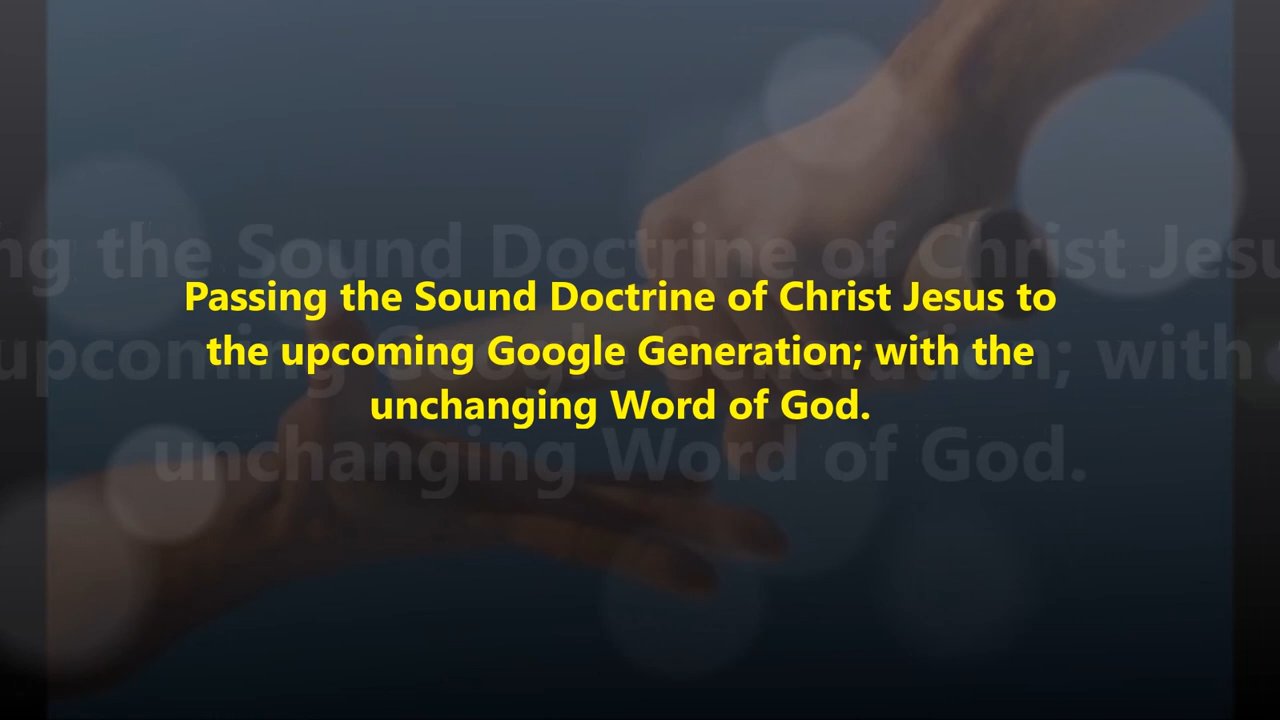 Passing the Sound Doctrine of Christ Jesus to
the upcoming Google Generation; with the
unchanging Word of God.